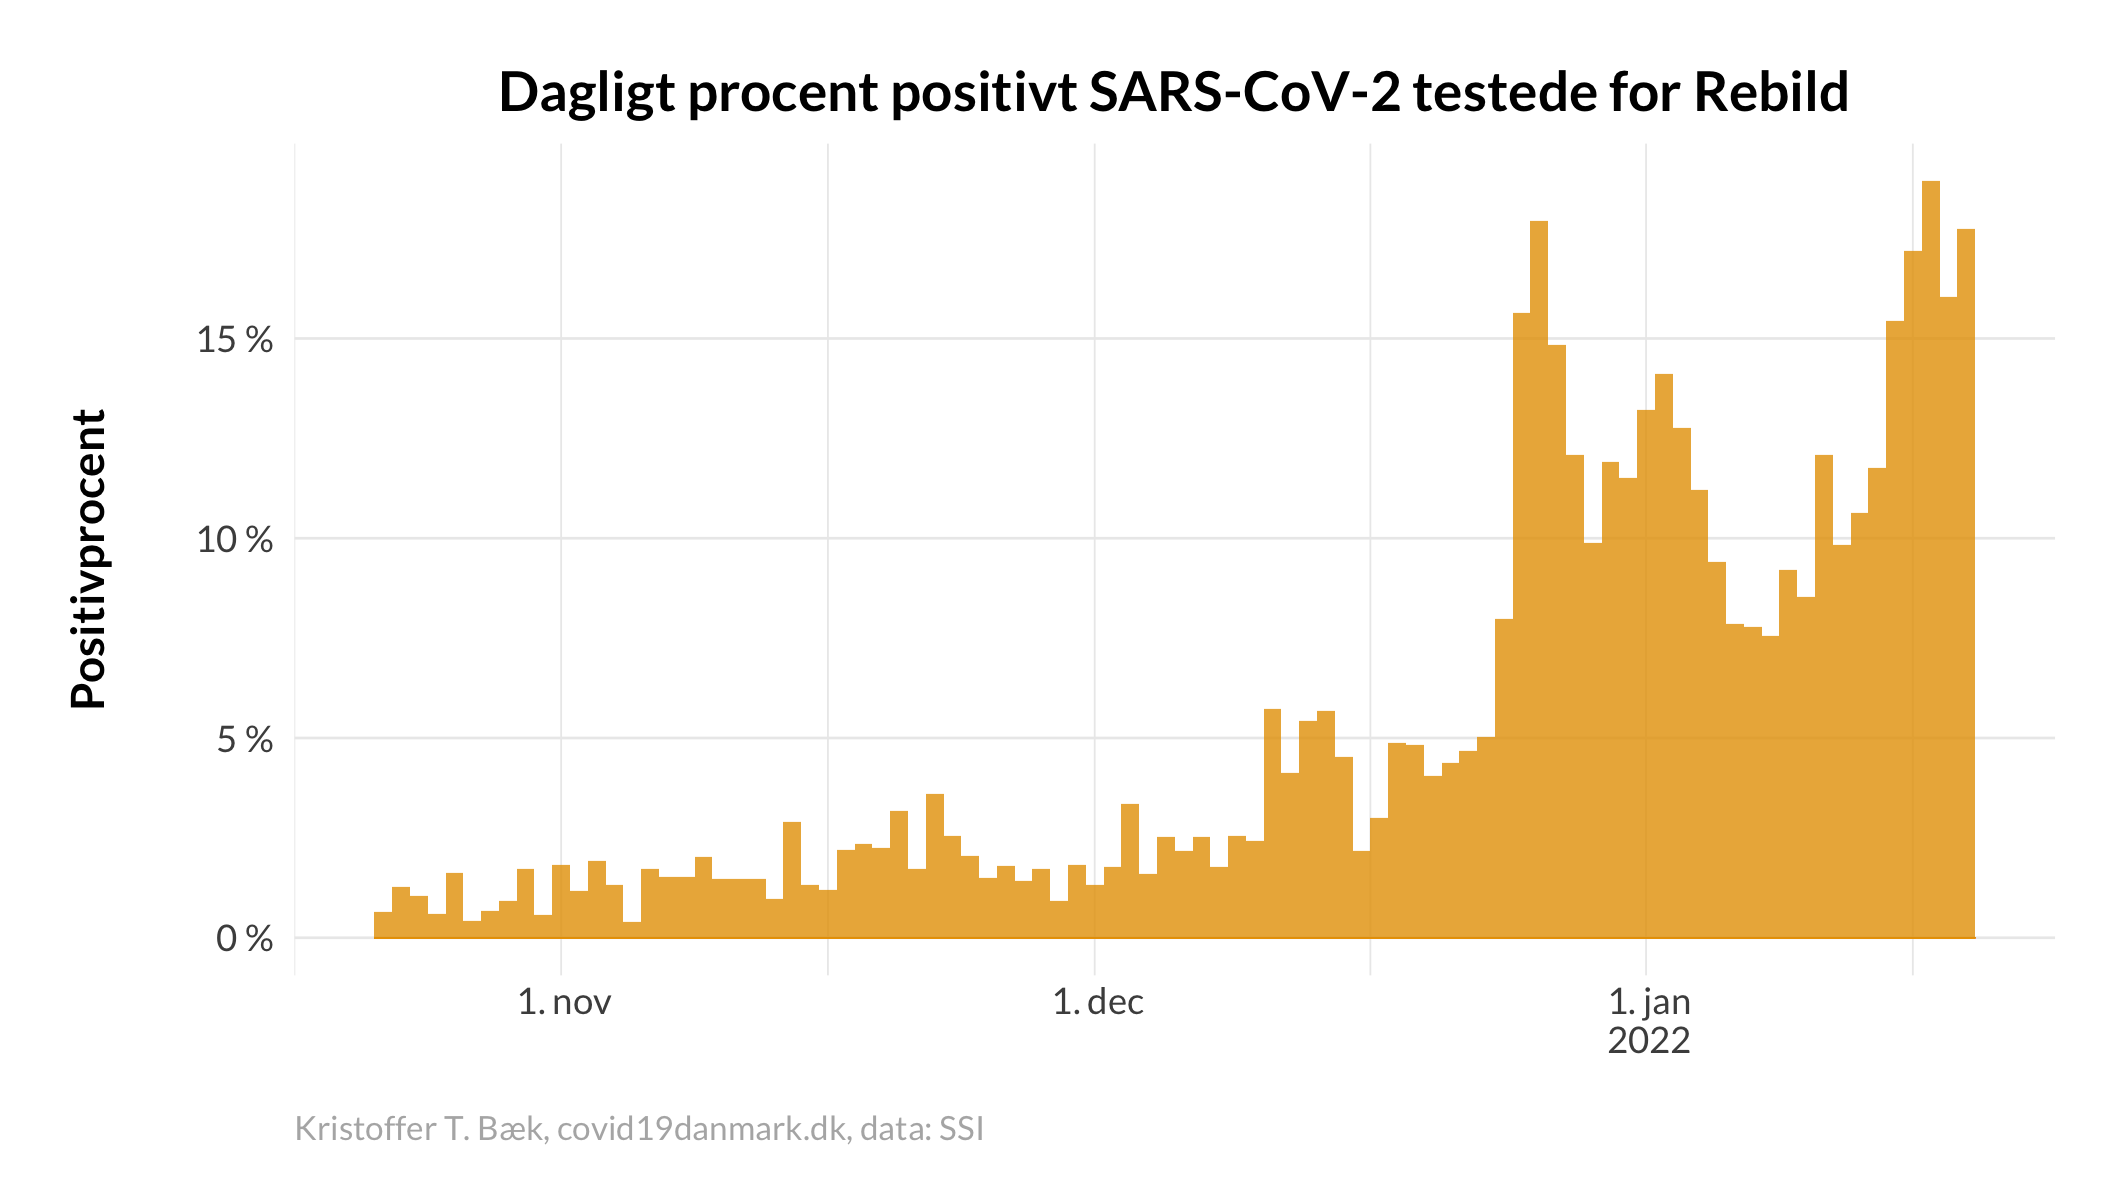 Dagligt procent positivt SARS-CoV-2 testede for Rebild
Positivprocent
15 %
10 %
5 %
0 %
1. nov
1. dec
1. jan
2022
Kristoffer T. Bæk, covid19danmark.dk, data: SSI